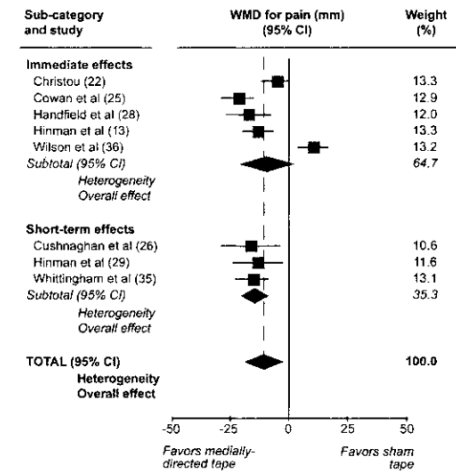 Sub-category WMD for pain (mm) Weight
and study (95% CI) (%)
Immediate effects
Christou (22) 13.3
Cowan et al (25) 12.9
Handfield et al (28) 12.0
Hinman et al (13) 13.3
Wilson et al (36) 13.2
Subtotal (95% CI) 64.7
Heterogeneity
Overall effect
Short-term effects
Cushnaghan et al (26) 10.6
Hinman et al (29) 11.6
Whittingham et al (35) 13.1
Subtotal (95% CI) 35.3
Heterogeneity
Overall effect
TOTAL (95% CI) 100.0
Heterogeneity
Overall effect
-50 -25 0 25 50
Favors medially- Favors sham
directed tape tape